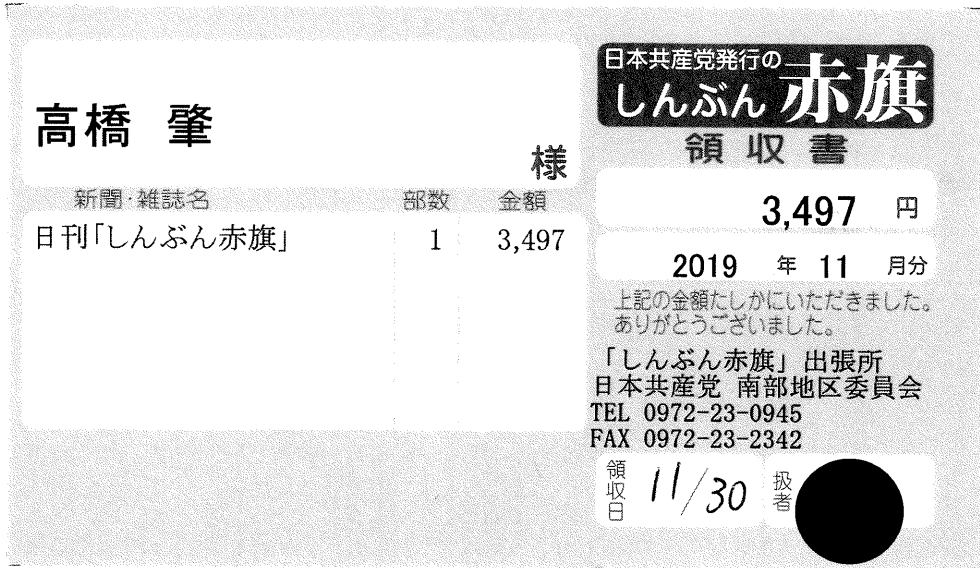 高橋 肇
様
新聞・雑誌名 部数 金額
日刊「しんぶん赤旗」 1 3,497
日本共産党発行の
しんぶん赤旗
領収書
3,497 円
2019 年 11 月分
上記の金額たしかにいただきました。
ありがとうございました。
「しんぶん赤旗」出張所
日本共産党 南部地区委員会
TEL 0972-23-0945
FAX 0972-23-2342
領収日 11/30 扱者